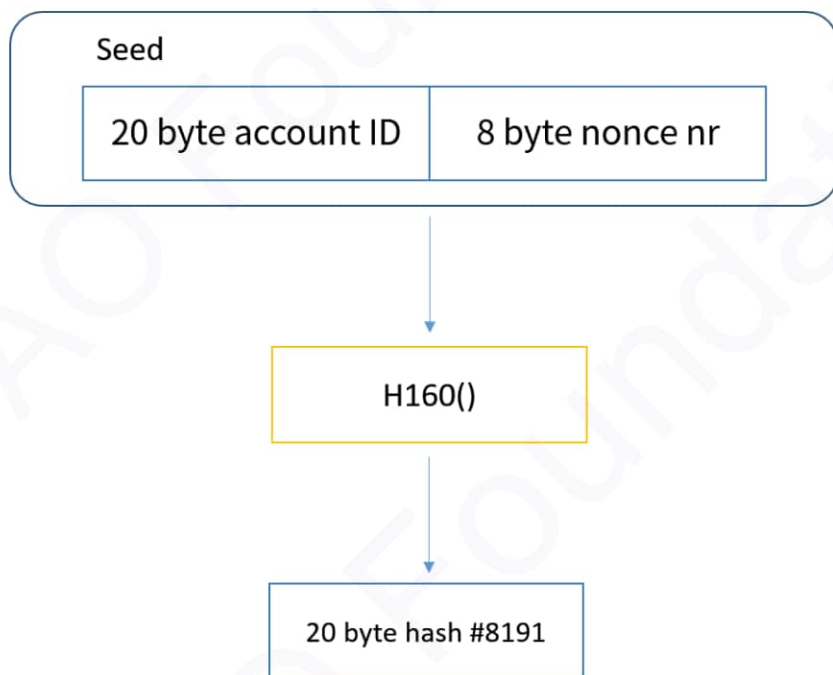 Seed
20 byte account ID
8 byte nonce nr
H160()
20 byte hash #8191